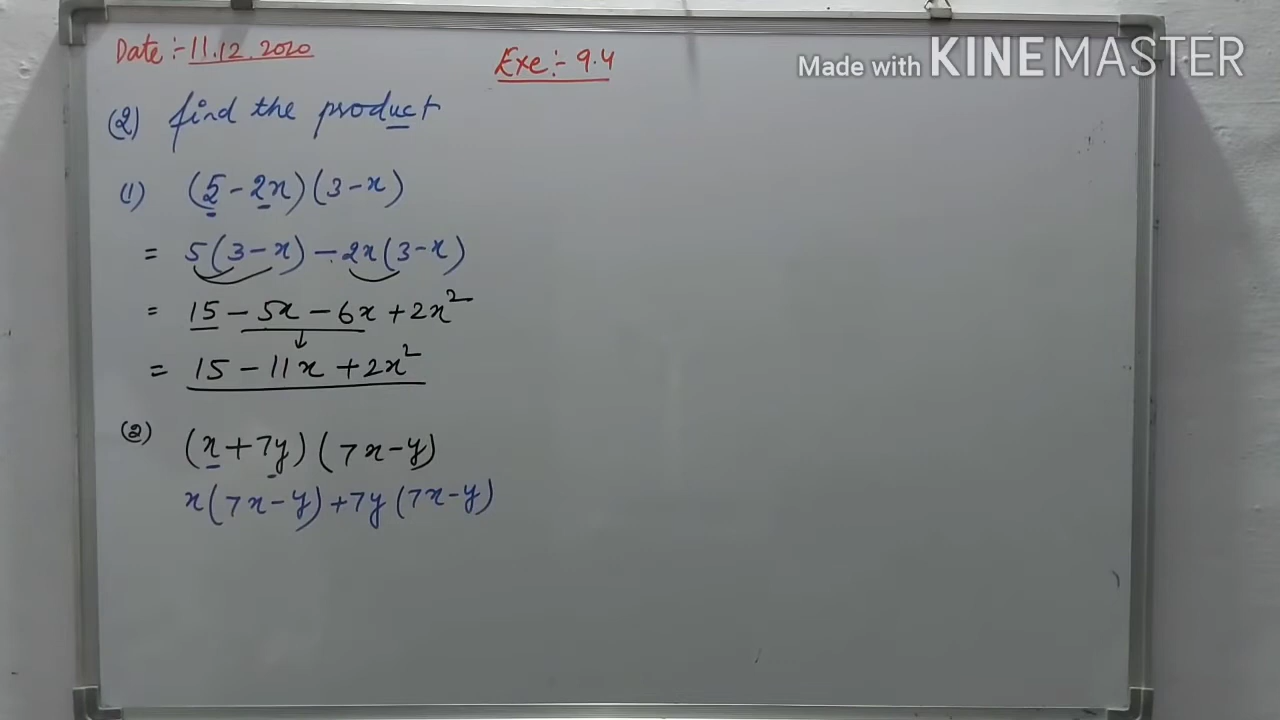 Date :- 11.12.2020
Exe :- 9.4
Made with KINEMASTER
(2) find the product
(1) (5 - 2x) (3 - x)
= 5(3 - x) - 2x(3 - x)
= 15 - 5x - 6x + 2x²
= 15 - 11x + 2x²
(2) (x + 7y) (7x - y)
x(7x - y) + 7y(7x - y)